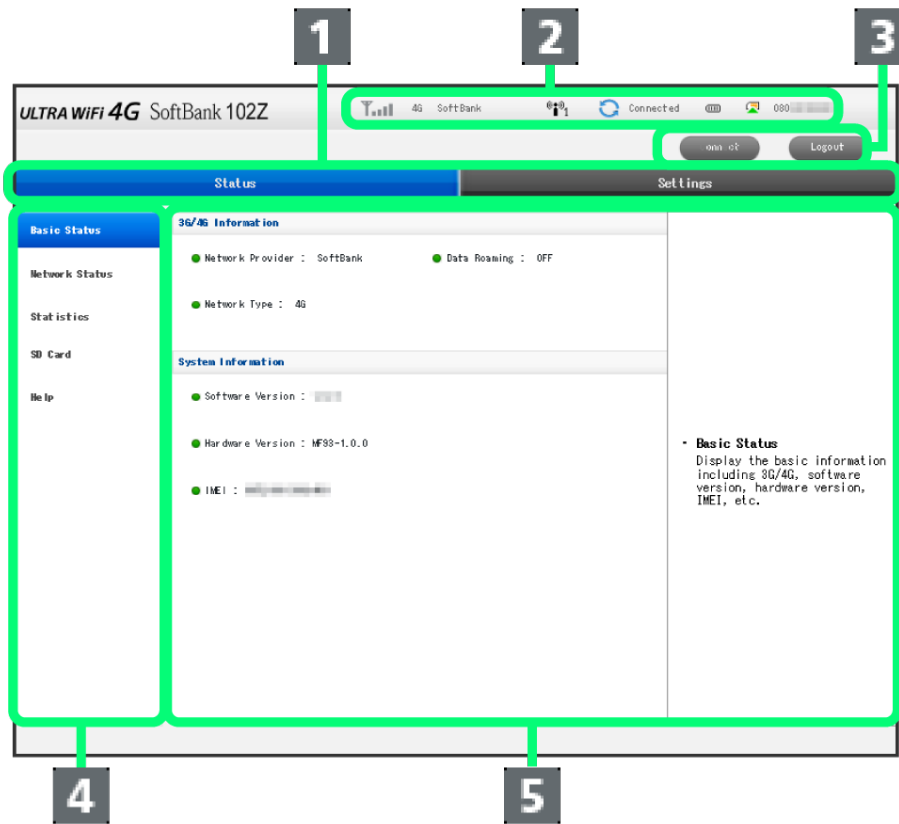 1 2 3
ULTRA WiFi 4G SoftBank 102Z
4G SoftBank 1 Connected 080
Logout
Status Settings
Basic Status
Network Status
Statistics
SD Card
Help
3G/4G Information
Network Provider : SoftBank Data Roaming : OFF
Network Type : 4G
System Information
Software Version :
Hardware Version : MF93-1.0.0
IMEI :
- Basic Status
Display the basic information
including 3G/4G, software
version, hardware version,
IMEI, etc.
4 5